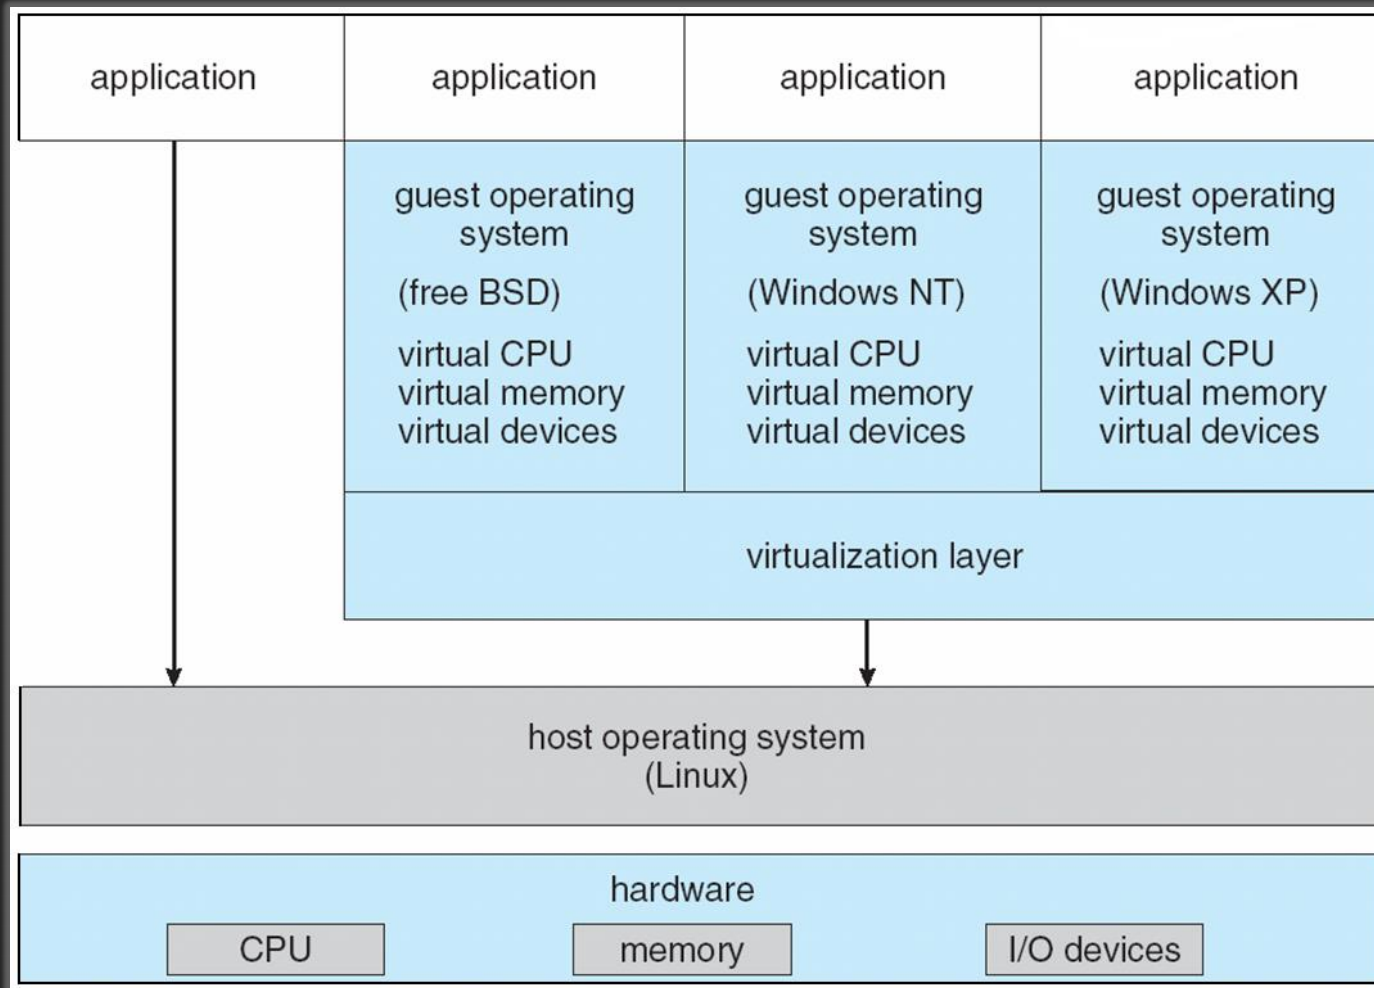 application
application
application
application
guest operating
system
(free BSD)
virtual CPU
virtual memory
virtual devices
guest operating
system
(Windows NT)
virtual CPU
virtual memory
virtual devices
guest operating
system
(Windows XP)
virtual CPU
virtual memory
virtual devices
virtualization layer
host operating system
(Linux)
hardware
CPU
memory
I/O devices